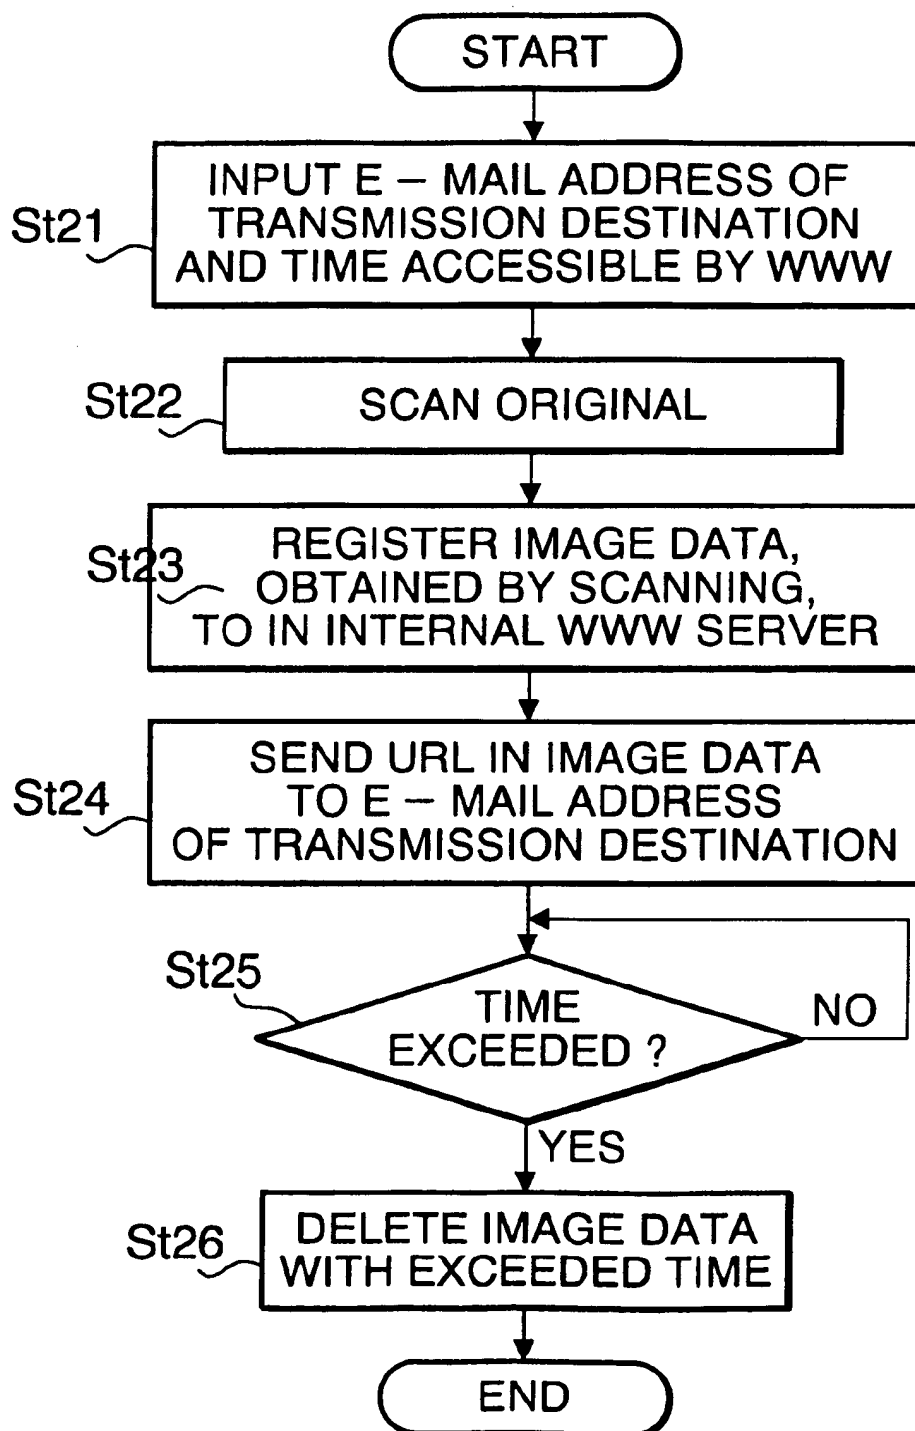 START
St21
INPUT E – MAIL ADDRESS OF
TRANSMISSION DESTINATION
AND TIME ACCESSIBLE BY WWW
St22
SCAN ORIGINAL
St23
REGISTER IMAGE DATA,
OBTAINED BY SCANNING,
TO IN INTERNAL WWW SERVER
St24
SEND URL IN IMAGE DATA
TO E – MAIL ADDRESS
OF TRANSMISSION DESTINATION
St25
TIME
EXCEEDED ?
NO
YES
St26
DELETE IMAGE DATA
WITH EXCEEDED TIME
END